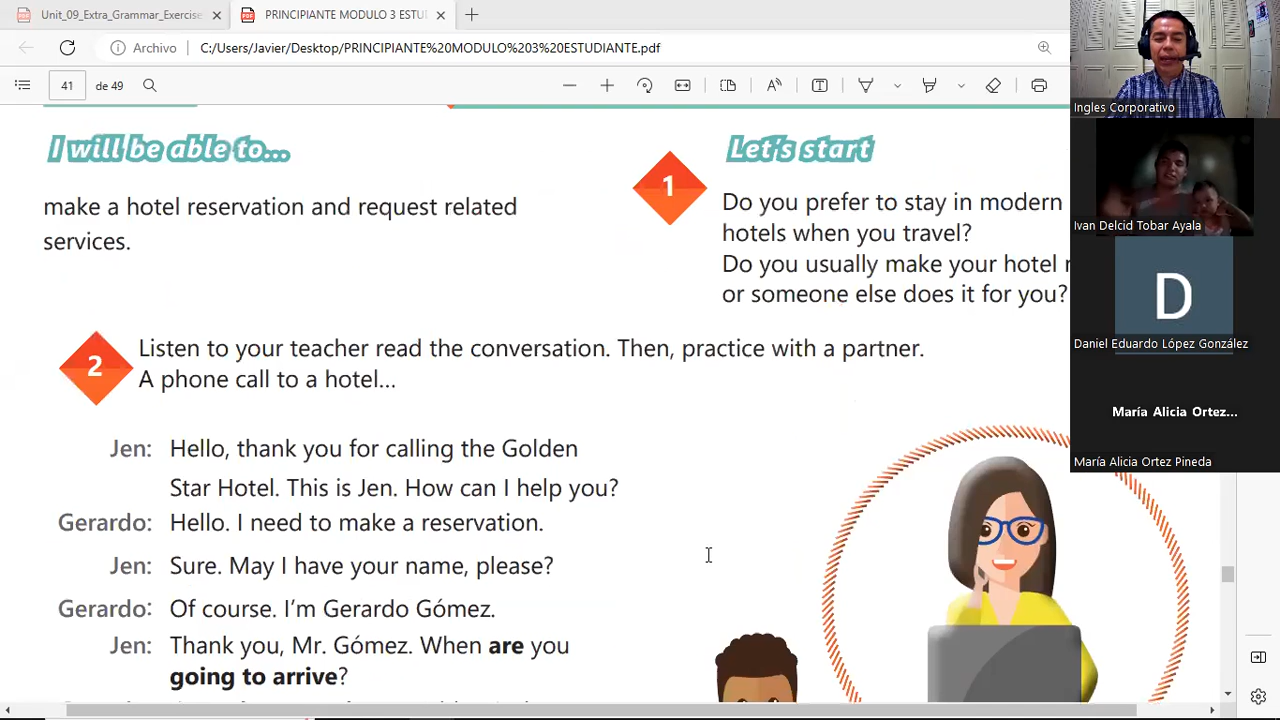 Unit_09_Extra_Grammar_Exercise
PRINCIPIANTE MODULO 3 ESTU
Archivo
C:/Users/Javier/Desktop/PRINCIPIANTE%20MODULO%203%20ESTUDIANTE.pdf
41 de 49
I will be able to...
make a hotel reservation and request related
services.
1
Let's start
Do you prefer to stay in modern
hotels when you travel?
Do you usually make your hotel
or someone else does it for you?
2
Listen to your teacher read the conversation. Then, practice with a partner.
A phone call to a hotel...
Jen: Hello, thank you for calling the Golden
Star Hotel. This is Jen. How can I help you?
Gerardo: Hello. I need to make a reservation.
Jen: Sure. May I have your name, please?
Gerardo: Of course. I'm Gerardo Gómez.
Jen: Thank you, Mr. Gómez. When are you
going to arrive?
Ingles Corporativo
Ivan Delcid Tobar Ayala
D
Daniel Eduardo López González
María Alicia Ortez...
María Alicia Ortez Pineda